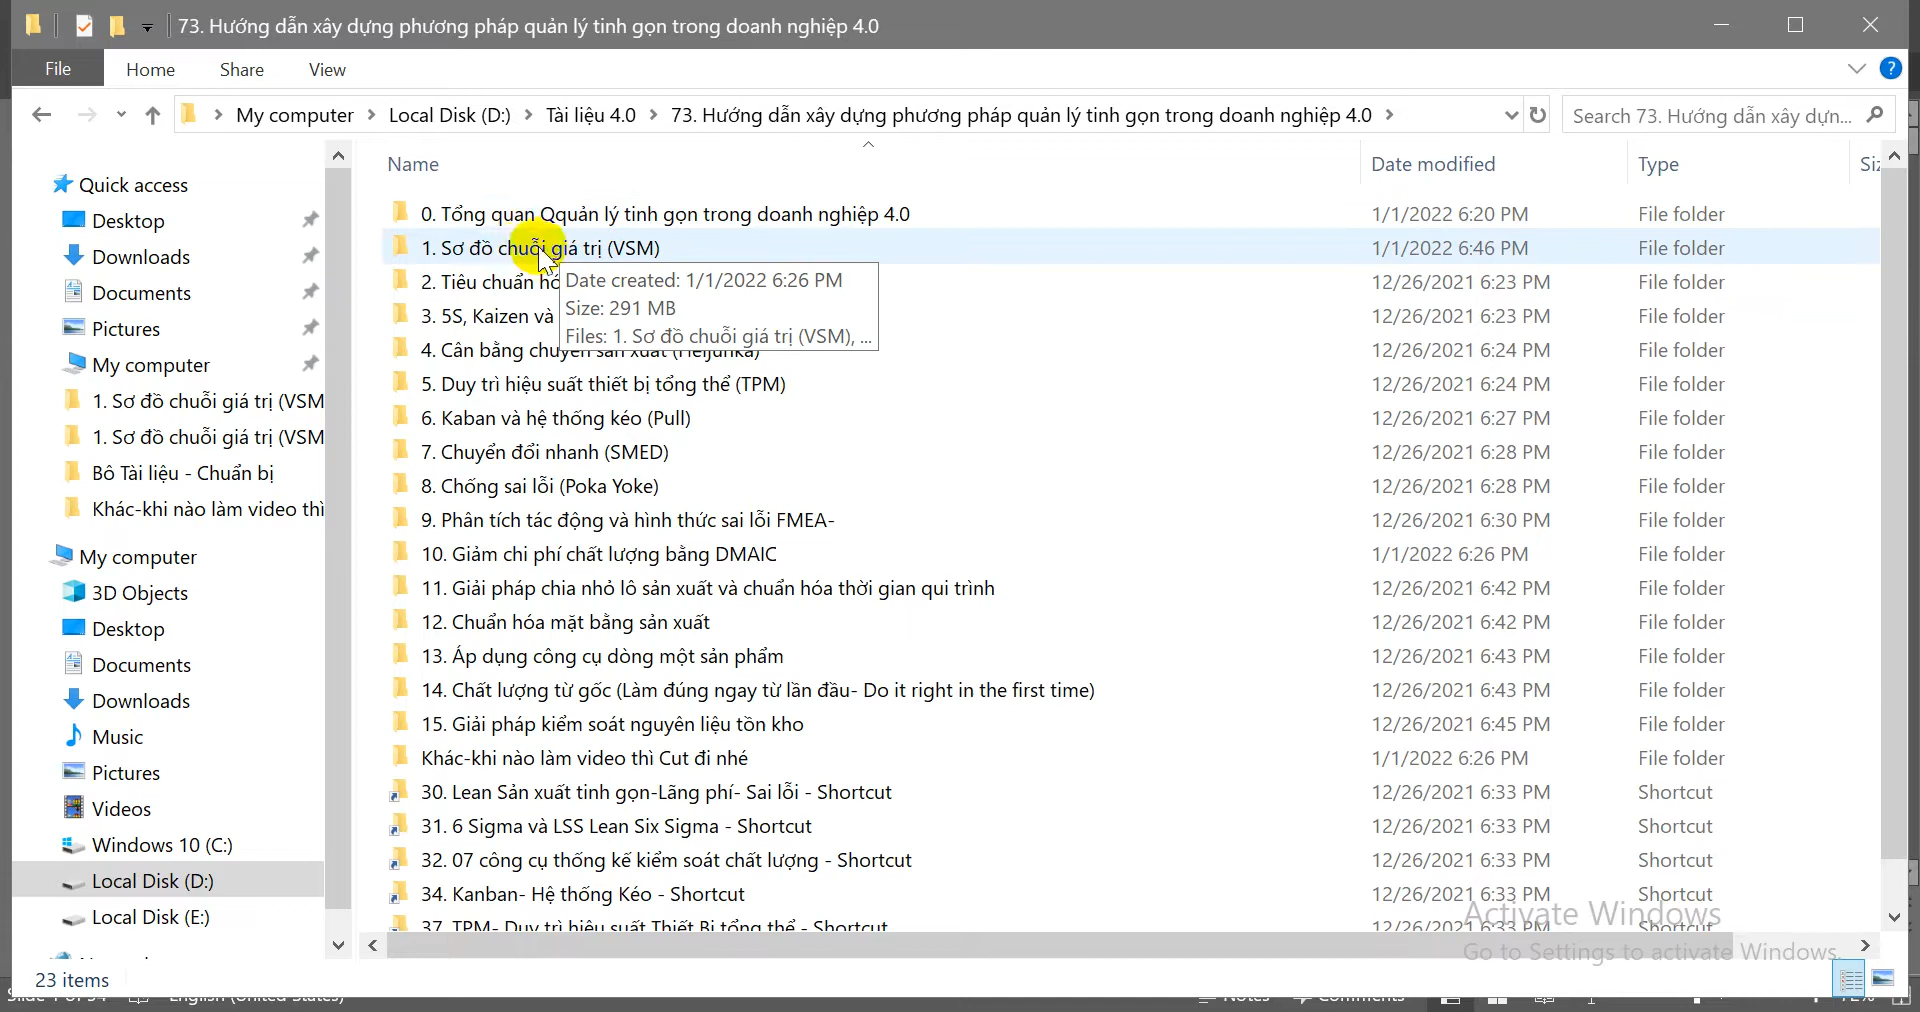 73. Hướng dẫn xây dựng phương pháp quản lý tinh gọn trong doanh nghiệp 4.0
File Home Share View
My computer Local Disk (D:) Tài liệu 4.0 73. Hướng dẫn xây dựng phương pháp quản lý tinh gọn trong doanh nghiệp 4.0
Search 73. Hướng dẫn xây dựn...
Name Date modified Type
Quick access
Desktop
Downloads
Documents
Pictures
My computer
1. Sơ đồ chuỗi giá trị (VSM
1. Sơ đồ chuỗi giá trị (VSM
Bô Tài liệu - Chuẩn bị
Khác-khi nào làm video thì
My computer
3D Objects
Desktop
Documents
Downloads
Music
Pictures
Videos
Windows 10 (C:)
Local Disk (D:)
Local Disk (E:)
0. Tổng quan Qquản lý tinh gọn trong doanh nghiệp 4.0 1/1/2022 6:20 PM File folder
1. Sơ đồ chuỗi giá trị (VSM) 1/1/2022 6:46 PM File folder
2. Tiêu chuẩn 12/26/2021 6:23 PM File folder
3. 5S, Kaizen và 12/26/2021 6:23 PM File folder
4. Cân bằng chuyền sản xuất (Heijunka) 12/26/2021 6:24 PM File folder
Date created: 1/1/2022 6:26 PM
Size: 291 MB
Files: 1. Sơ đồ chuỗi giá trị (VSM), ...
5. Duy trì hiệu suất thiết bị tổng thể (TPM) 12/26/2021 6:24 PM File folder
6. Kaban và hệ thống kéo (Pull) 12/26/2021 6:27 PM File folder
7. Chuyển đổi nhanh (SMED) 12/26/2021 6:28 PM File folder
8. Chống sai lỗi (Poka Yoke) 12/26/2021 6:28 PM File folder
9. Phân tích tác động và hình thức sai lỗi FMEA- 12/26/2021 6:30 PM File folder
10. Giảm chi phí chất lượng bằng DMAIC 1/1/2022 6:26 PM File folder
11. Giải pháp chia nhỏ lô sản xuất và chuẩn hóa thời gian qui trình 12/26/2021 6:42 PM File folder
12. Chuẩn hóa mặt bằng sản xuất 12/26/2021 6:42 PM File folder
13. Áp dụng công cụ dòng một sản phẩm 12/26/2021 6:43 PM File folder
14. Chất lượng từ gốc (Làm đúng ngay từ lần đầu- Do it right in the first time) 12/26/2021 6:43 PM File folder
15. Giải pháp kiểm soát nguyên liệu tồn kho 12/26/2021 6:45 PM File folder
Khác-khi nào làm video thì Cut đi nhé 1/1/2022 6:26 PM File folder
30. Lean Sản xuất tinh gọn-Lãng phí- Sai lỗi - Shortcut 12/26/2021 6:33 PM Shortcut
31. 6 Sigma và LSS Lean Six Sigma - Shortcut 12/26/2021 6:33 PM Shortcut
32. 07 công cụ thống kế kiểm soát chất lượng - Shortcut 12/26/2021 6:33 PM Shortcut
34. Kanban- Hệ thống Kéo - Shortcut 12/26/2021 6:33 PM Shortcut
37. TPM- Duy trì hiệu suất Thiết Bị tổng thể - Shortcut 12/26/2021 6:33 PM Shortcut
Activate Windows
Go to Settings to activate Windows.
23 items